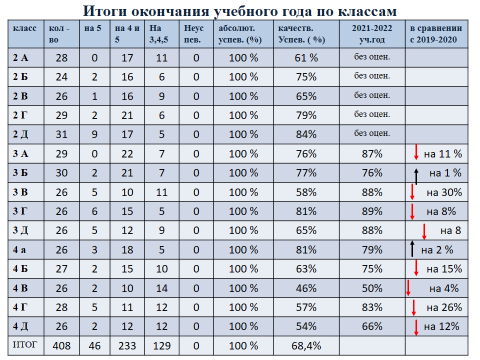 Итоги окончания учебного года по классам
класс кол - во на 5 на 4 и 5 На 3,4,5 Неус пев. абсолют. успев. (%) качеств. Успев. ( %) 2021-2022 уч.год в сравнении с 2019-2020
2 А 28 0 17 11 0 100 % 61 % без оцен.
2 Б 24 2 16 6 0 100 % 75% без оцен.
2 В 26 1 16 9 0 100 % 65% без оцен.
2 Г 29 2 21 6 0 100 % 79% без оцен.
2 Д 31 9 17 5 0 100 % 84% без оцен.
3 А 29 0 22 7 0 100 % 76% 87% на 11 %
3 Б 30 2 21 7 0 100 % 77% 76% на 1 %
3 В 26 5 10 11 0 100 % 58% 88% на 30%
3 Г 26 6 15 5 0 100 % 81% 89% на 8%
3 Д 26 5 12 9 0 100 % 65% 88% на 8
4 а 26 3 18 5 0 100 % 81% 79% на 2 %
4 Б 27 2 15 10 0 100 % 63% 75% на 15%
4 В 26 2 10 14 0 100 % 46% 50% на 4%
4 Г 28 5 11 12 0 100 % 57% 83% на 26%
4 Д 26 2 12 12 0 100 % 54% 66% на 12%
ИТОГ 408 46 233 129 0 100 % 68,4%